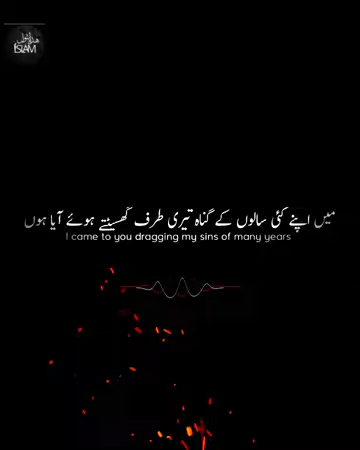 ISLAM
میں اپنے کئی سالوں کے گناہ تیری طرف گھسیٹتے ہوئے آیا ہوں
I came to you dragging my sins of many years